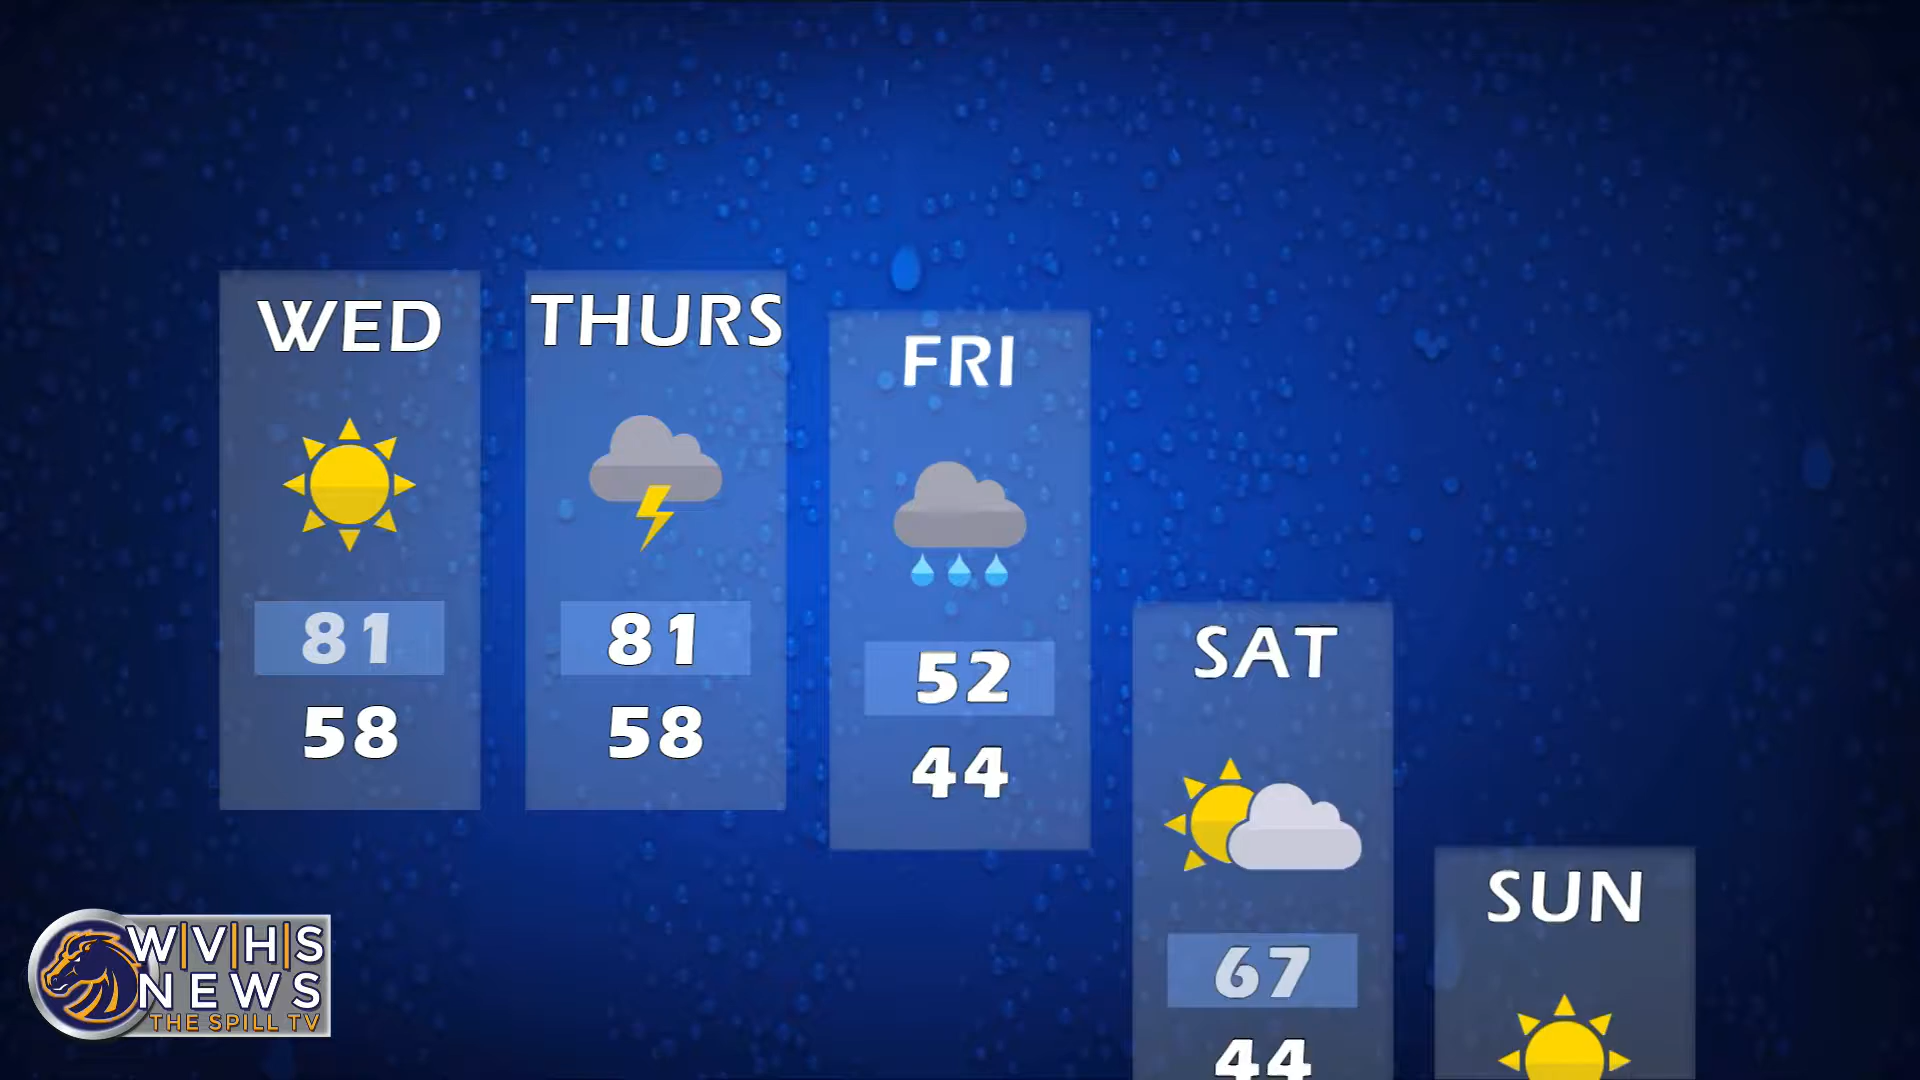 WED
81
58
THURS
81
58
FRI
52
44
SAT
67
44
SUN
W|V|H|S
NEWS
THE SPILL TV